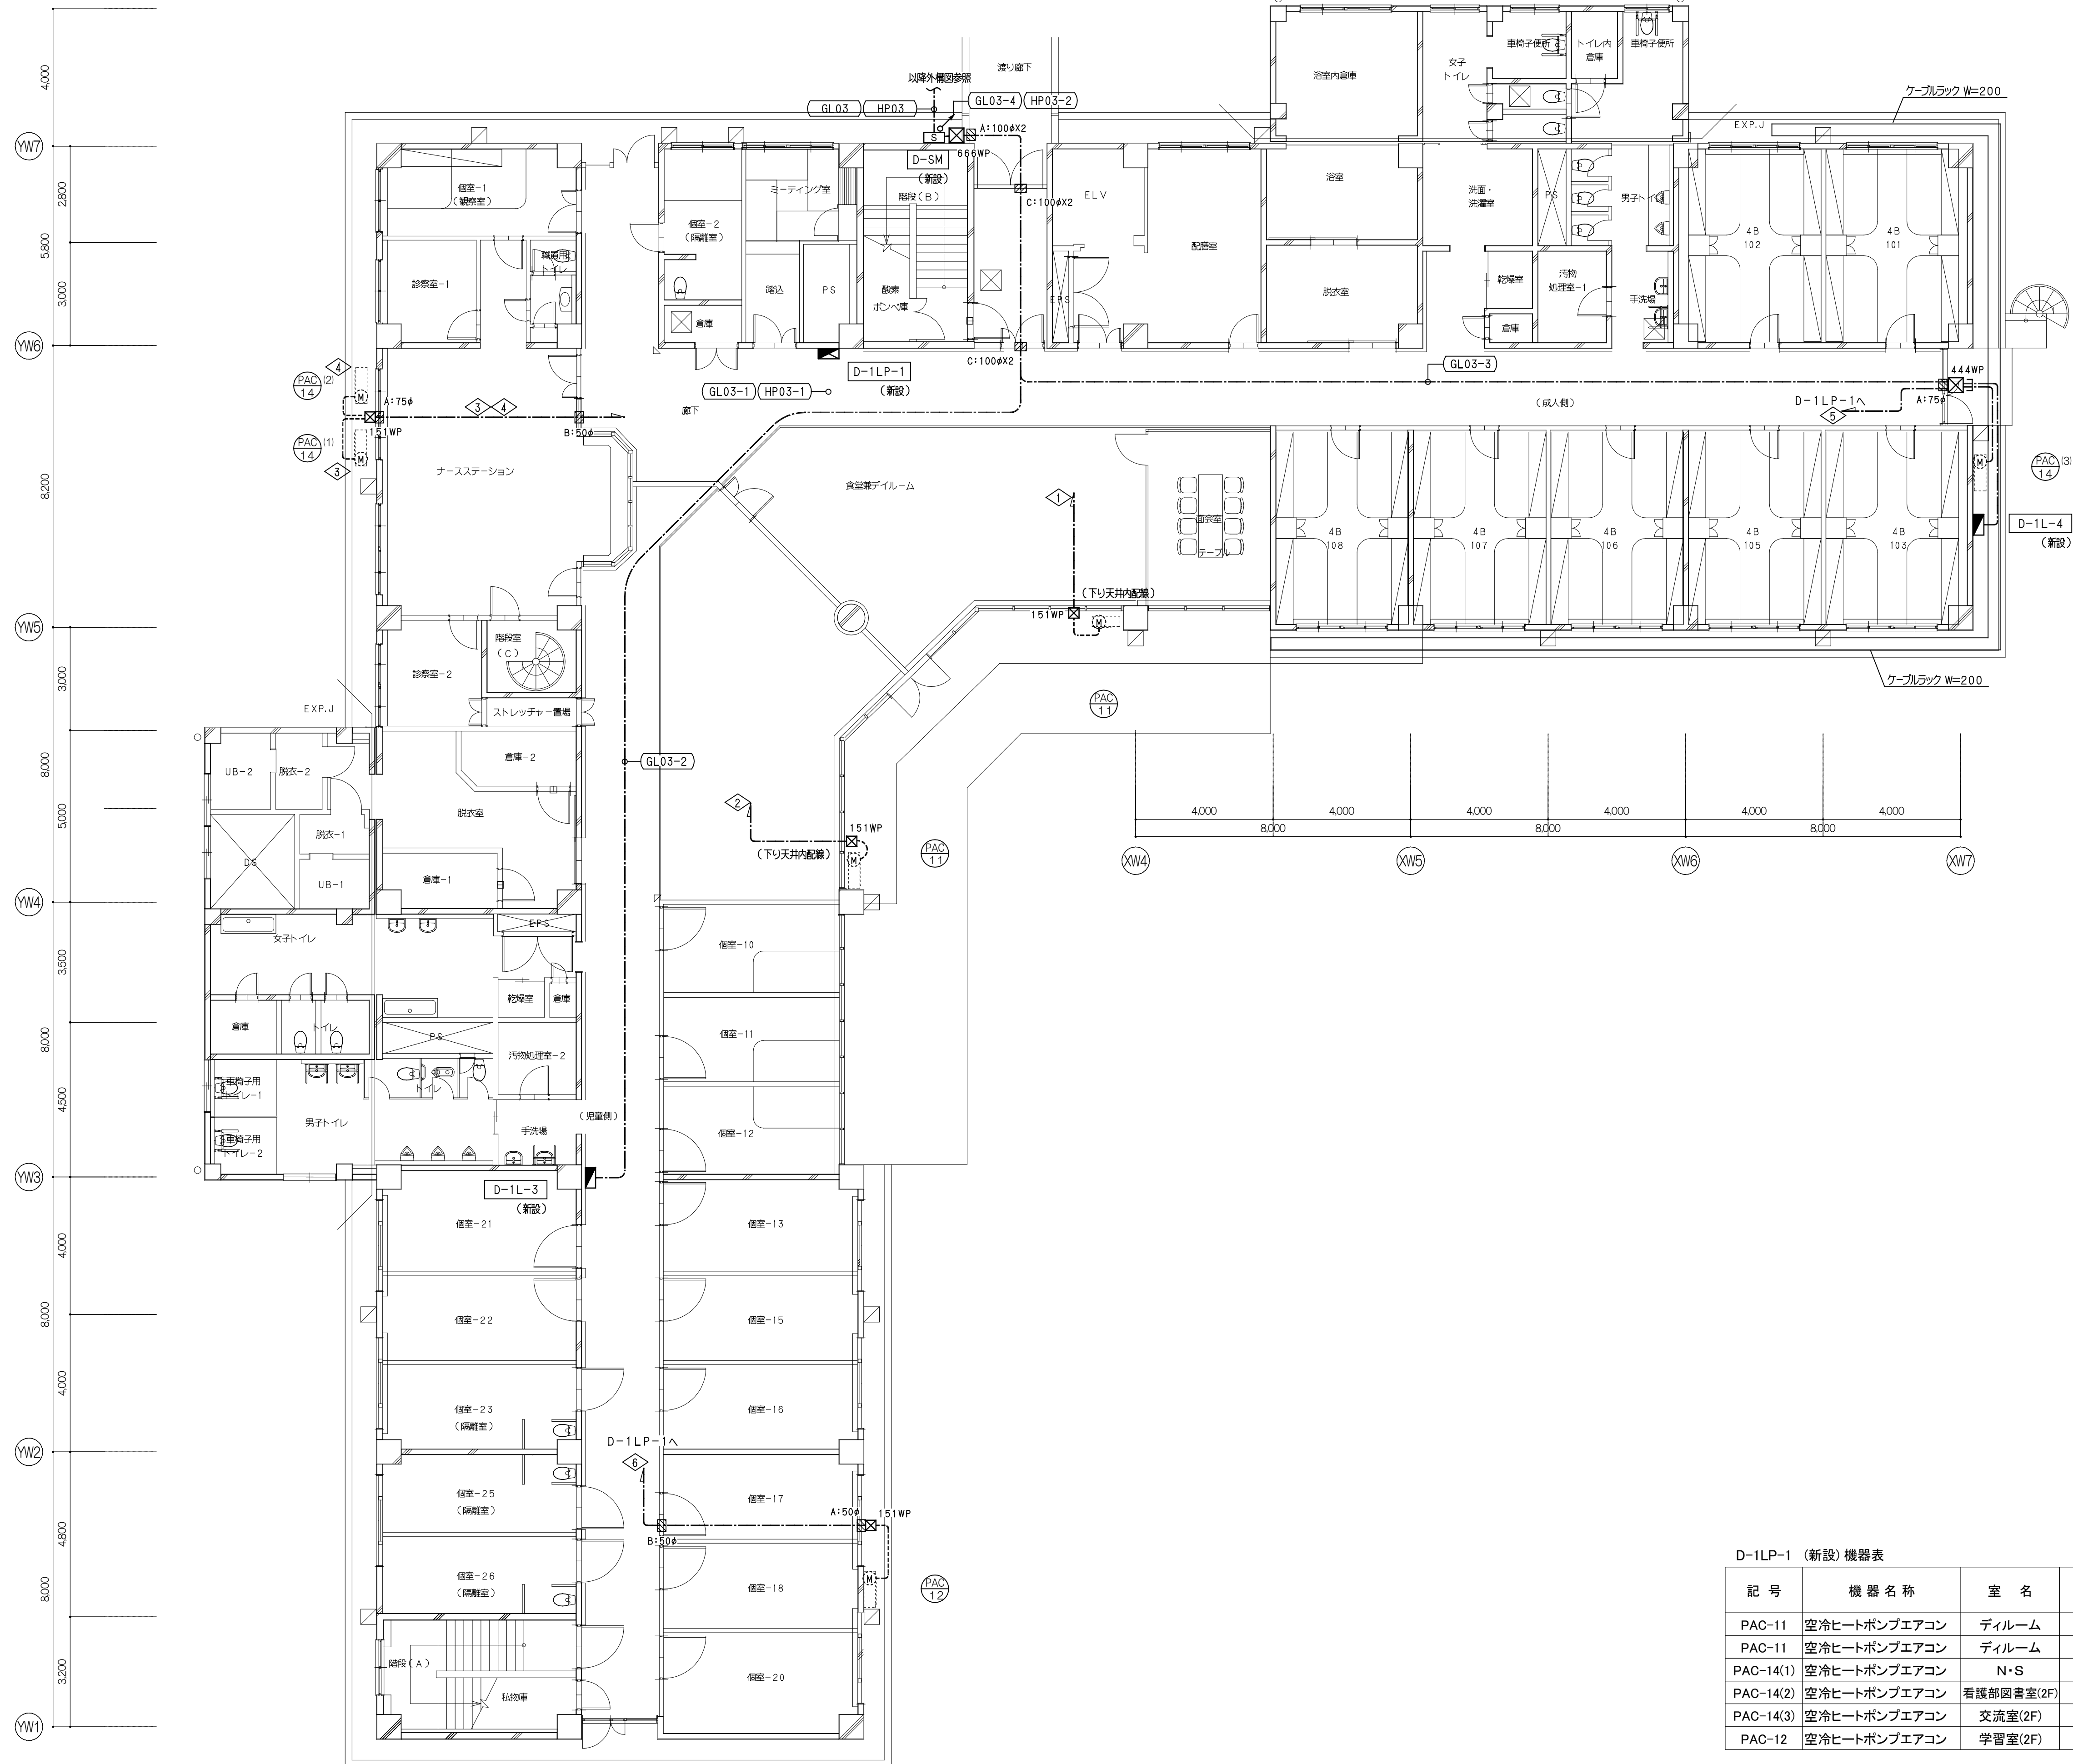 渡り廊下
以降外構図参照
GL03
HP03
GL03-4
HP03-2
A:100φX2
S
666WP
D-SM
(新設)
C:100φX2
浴室内倉庫
女子
トイレ
車椅子便所
トイレ内
倉庫
車椅子便所
ケーブルラック W=200
EXP.J
YW7
個室-1
(観察室)
個室-2
(隔離室)
ミーティング室
階段(B)
ELV
配膳室
浴室
洗面・
洗濯室
PS
男子トイレ
4B
102
4B
101
診察室-1
職員用
トイレ
倉庫
踏込
PS
酸素
ボンベ庫
EPS
脱衣室
乾燥室
倉庫
汚物
処理室-1
手洗場
YW6
C:100φX2
D-1LP-1
(新設)
GL03-1
HP03-1
GL03-3
444WP
A:75φ
D-1LP-1へ
5
(成人側)
廊下
PAC
14
(2)
4
M
A:75φ
151WP
3
4
B:50φ
PAC
14
(1)
3
M
ナースステーション
食堂兼デイルーム
1
面会室
テーブル
4B
108
4B
107
4B
106
4B
105
4B
103
M
PAC
14
(3)
D-1L-4
(新設)
(下り天井内配線)
151WP
M
YW5
階段室
(C)
診察室-2
ストレッチャー置場
EXP.J
PAC
11
ケーブルラック W=200
UB-2
脱衣-2
倉庫-2
GL03-2
脱衣室
脱衣-1
DS
UB-1
倉庫-1
2
151WP
(下り天井内配線)
M
PAC
11
4.000
4.000
4.000
4.000
4.000
4.000
8.000
8.000
8.000
XW4
XW5
XW6
XW7
YW4
女子トイレ
EPS
個室-10
乾燥室
倉庫
倉庫
トイレ
PS
汚物処理室-2
個室-11
車椅子用
トイレ-1
トイレ
男子トイレ
(児童側)
車椅子用
トイレ-2
手洗場
個室-12
YW3
D-1L-3
(新設)
個室-21
個室-13
個室-22
個室-15
個室-23
(隔離室)
個室-16
YW2
D-1LP-1へ
6
個室-25
(隔離室)
個室-17
A:50φ
151WP
B:50φ
個室-26
(隔離室)
個室-18
M
PAC
12
階段(A)
私物庫
個室-20
YW1
4.000
2.800
5.800
3.000
8.200
3.000
8.000
5.000
3.500
8.000
4.500
4.000
8.000
4.000
4.800
8.000
3.200
D-1LP-1 (新設)機器表
記号 機器名称 室名
PAC-11 空冷ヒートポンプエアコン ディルーム
PAC-11 空冷ヒートポンプエアコン ディルーム
PAC-14(1) 空冷ヒートポンプエアコン N・S
PAC-14(2) 空冷ヒートポンプエアコン 看護部図書室(2F)
PAC-14(3) 空冷ヒートポンプエアコン 交流室(2F)
PAC-12 空冷ヒートポンプエアコン 学習室(2F)